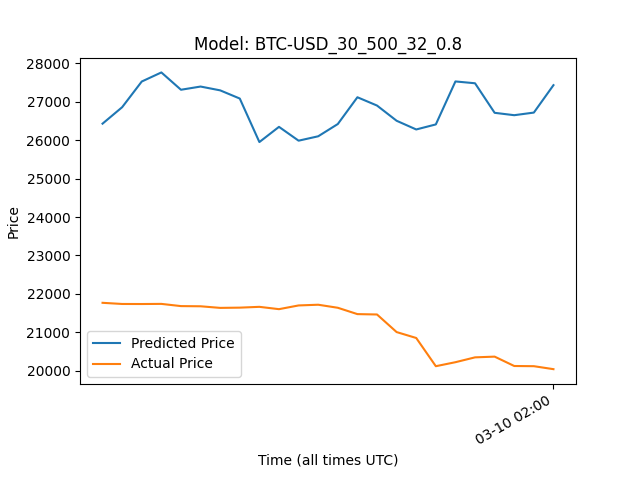 Model: BTC-USD_30_500_32_0.8
28000
27000
26000
25000
24000
23000
22000
21000
20000
Price
Predicted Price
Actual Price
03-10 02:00
Time (all times UTC)